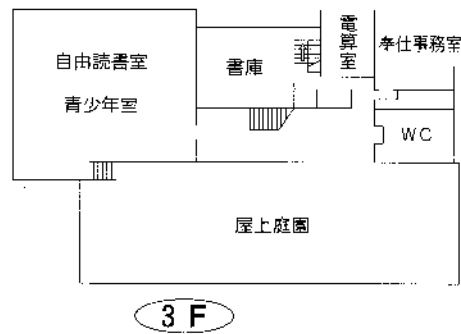 自由読書室
青少年室
書庫
電算室
奉仕事務室
WC
屋上庭園
3F